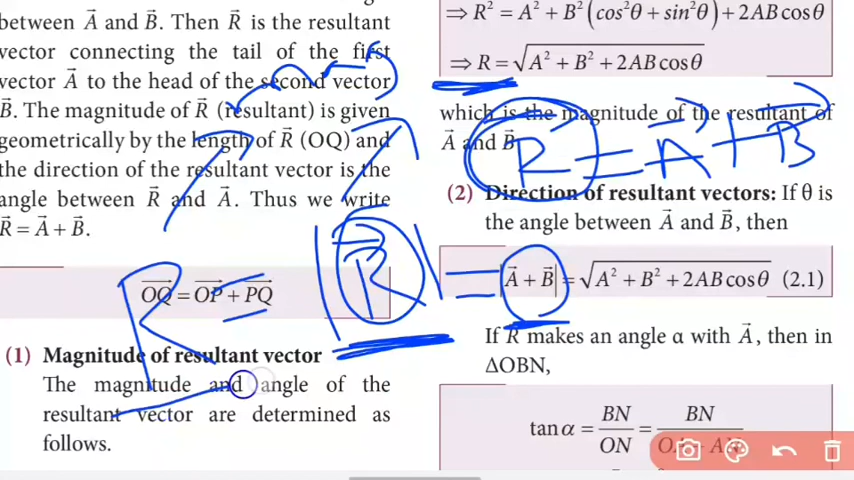 between A⃗ and B⃗. Then R⃗ is the resultant
vector connecting the tail of the first
vector A⃗ to the head of the second vector
B⃗. The magnitude of R⃗ (resultant) is given
geometrically by the length of R⃗ (OQ) and
the direction of the resultant vector is the
angle between R⃗ and A⃗. Thus we write
R⃗ = A⃗ + B⃗.
OQ⃗ = OP⃗ + PQ⃗
(1) Magnitude of resultant vector
The magnitude and angle of the
resultant vector are determined as
follows.
R = |R⃗| =
⇒ R² = A² + B² (cos²θ + sin²θ) + 2AB cosθ
⇒ R = √(A² + B² + 2AB cosθ)
which is the magnitude of the resultant of
A⃗ and B⃗
R⃗ = A⃗ + B⃗
(2) Direction of resultant vectors: If θ is
the angle between A⃗ and B⃗, then
|A⃗ + B⃗| = √(A² + B² + 2AB cosθ) (2.1)
If R⃗ makes an angle α with A⃗, then in
ΔOBN,
tan α = BN/ON = BN/